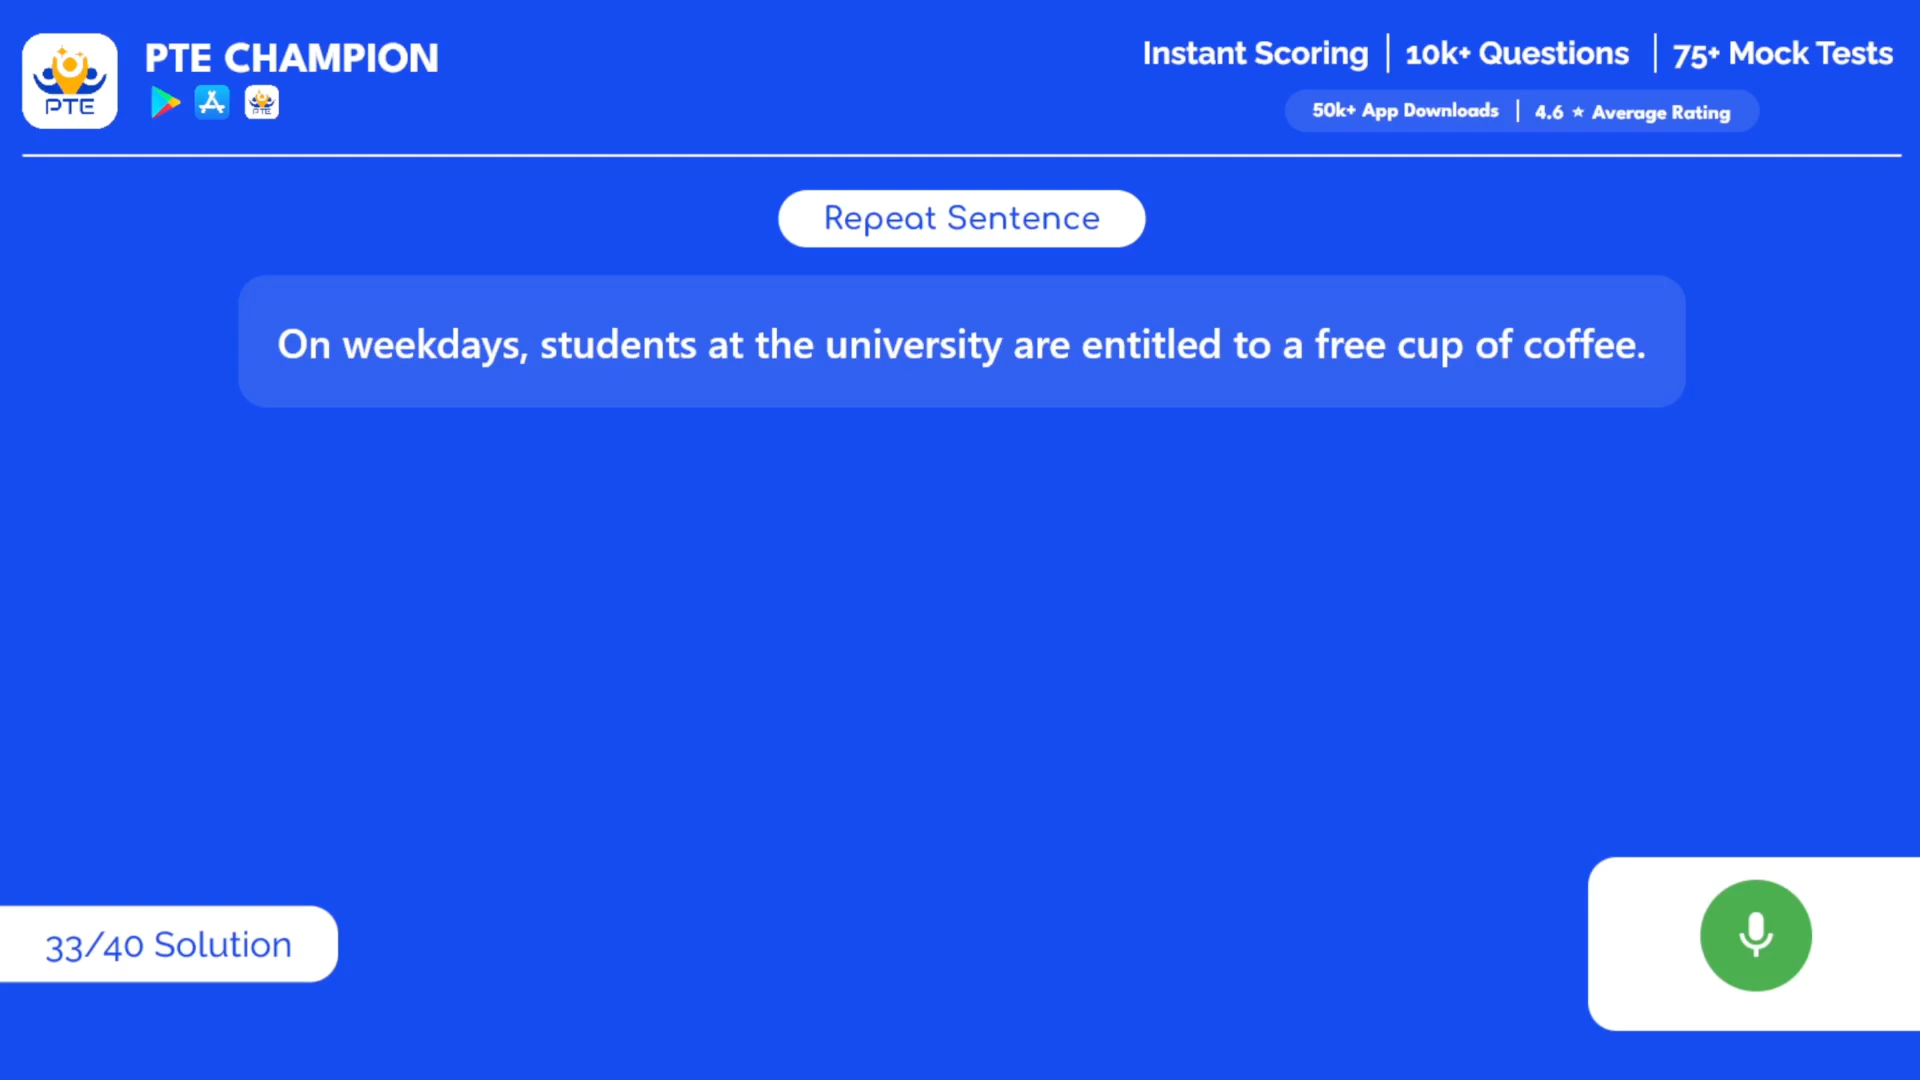 PTE CHAMPION
PTE
PTE
Instant Scoring | 10k+ Questions | 75+ Mock Tests
50k+ App Downloads | 4.6 ★ Average Rating
Repeat Sentence
On weekdays, students at the university are entitled to a free cup of coffee.
33/40 Solution